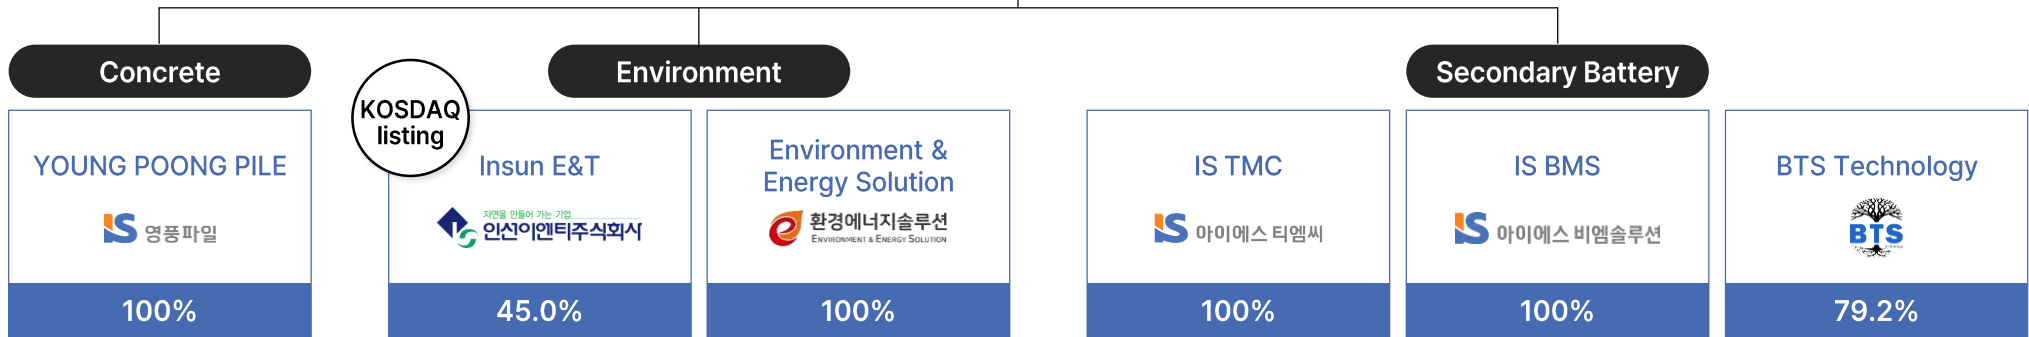 Concrete
YOUNG POONG PILE
IS 영풍파일
100%
Environment
KOSDAQ
listing
Insun E&T
자연을 만들어 가는 기업
인선이엔티주식회사
45.0%
Environment &
Energy Solution
환경에너지솔루션
ENVIRONMENT & ENERGY SOLUTION
100%
Secondary Battery
IS TMC
IS 아이에스 티엠씨
100%
IS BMS
IS 아이에스 비엠솔루션
100%
BTS Technology
BTS
79.2%